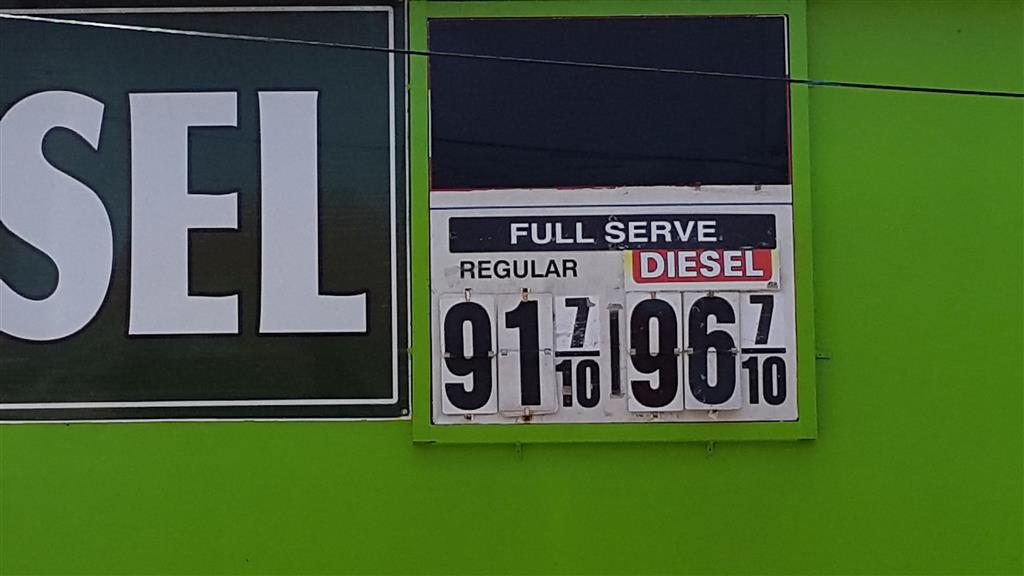 SEL
FULL SERVE
REGULAR DIESEL
91 7/10 96 7/10